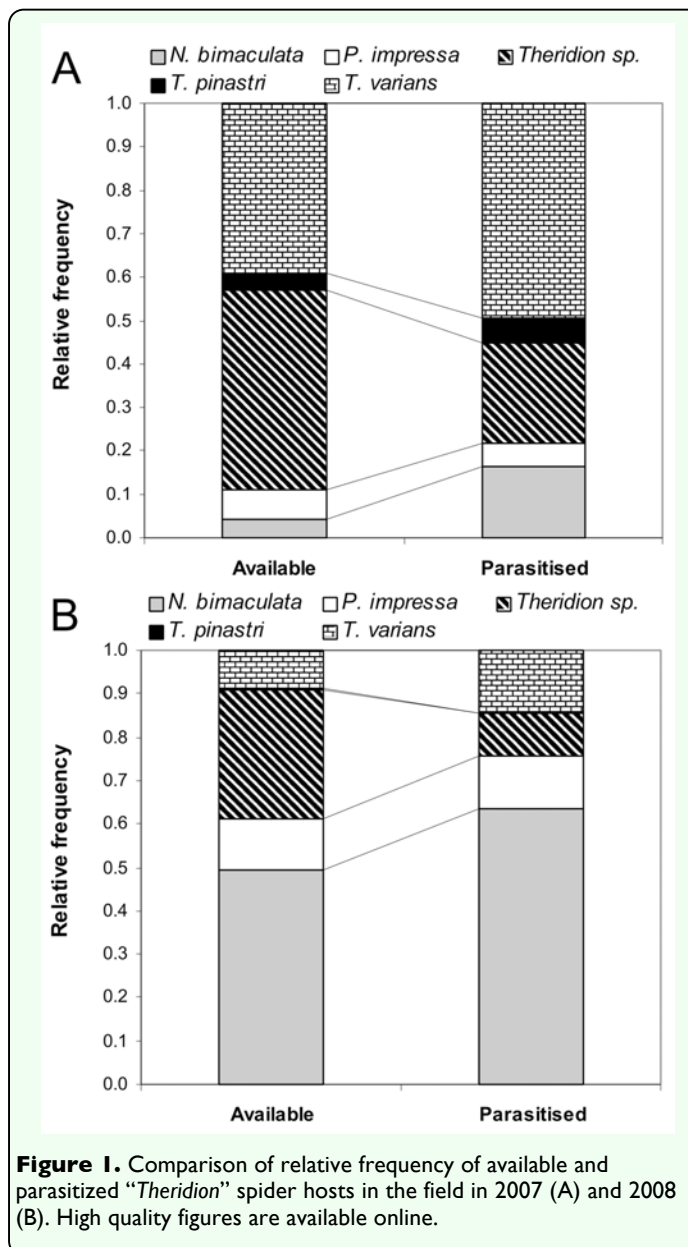 A
N. bimaculata P. impressa Theridion sp.
T. pinastri T. varians
1.0
0.9
0.8
0.7
0.6
0.5
0.4
0.3
0.2
0.1
0.0
Relative frequency
Available Parasitised
B
N. bimaculata P. impressa Theridion sp.
T. pinastri T. varians
1.0
0.9
0.8
0.7
0.6
0.5
0.4
0.3
0.2
0.1
0.0
Relative frequency
Available Parasitised
Figure 1. Comparison of relative frequency of available and
parasitized “Theridion” spider hosts in the field in 2007 (A) and 2008
(B). High quality figures are available online.